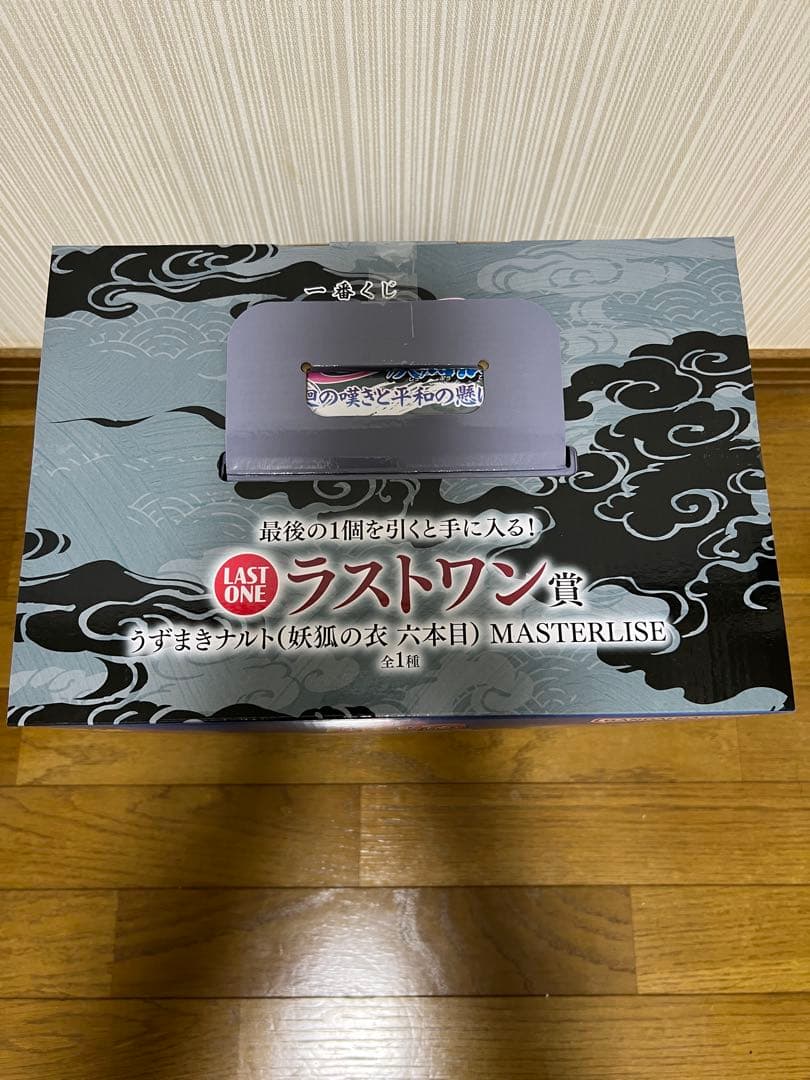 一番くじ
廻の嘆きと平和の懸け
最後の1個を引くと手に入る!
LAST ONE ラストワン賞
うずまきナルト(妖狐の衣 六本目) MASTERLISE
全1種